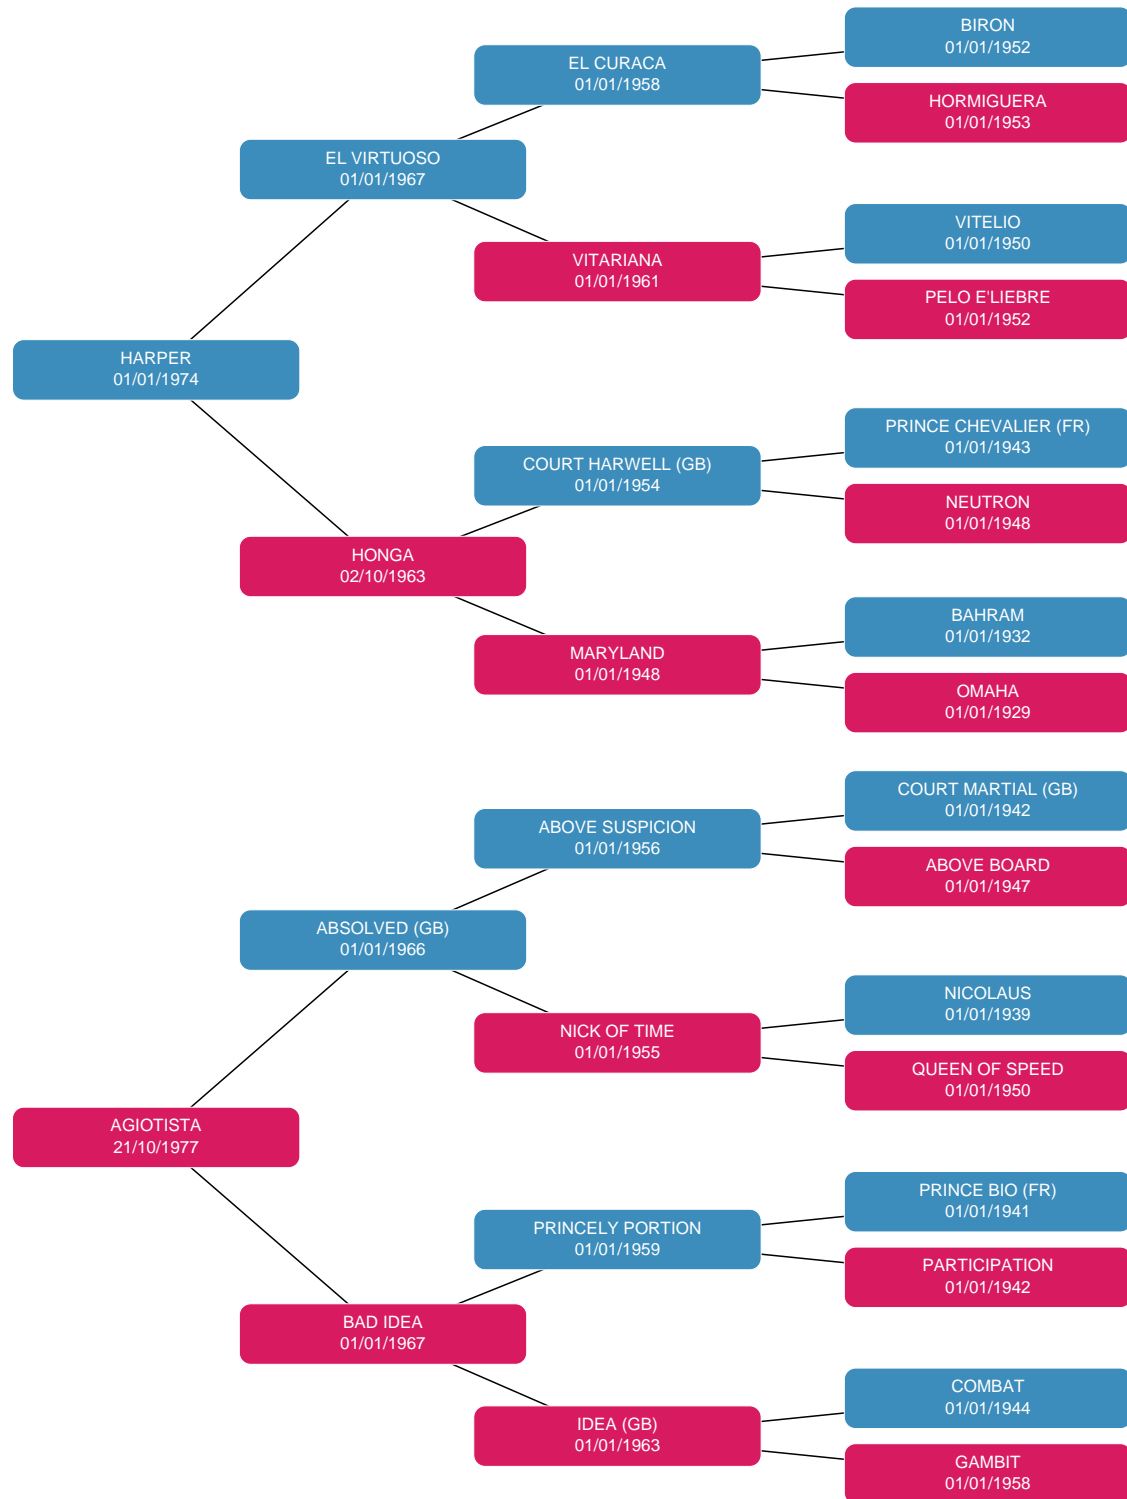 BIRON
01/01/1952
EL CURACA
01/01/1958
HORMIGUERA
01/01/1953
EL VIRTUOSO
01/01/1967
VITELIO
01/01/1950
VITARIANA
01/01/1961
PELO E'LIEBRE
01/01/1952
HARPER
01/01/1974
PRINCE CHEVALIER (FR)
01/01/1943
COURT HARWELL (GB)
01/01/1954
NEUTRON
01/01/1948
HONGA
02/10/1963
BAHRAM
01/01/1932
MARYLAND
01/01/1948
OMAHA
01/01/1929
COURT MARTIAL (GB)
01/01/1942
ABOVE SUSPICION
01/01/1956
ABOVE BOARD
01/01/1947
ABSOLVED (GB)
01/01/1966
NICOLAUS
01/01/1939
NICK OF TIME
01/01/1955
QUEEN OF SPEED
01/01/1950
AGIOTISTA
21/10/1977
PRINCE BIO (FR)
01/01/1941
PRINCELY PORTION
01/01/1959
PARTICIPATION
01/01/1942
BAD IDEA
01/01/1967
COMBAT
01/01/1944
IDEA (GB)
01/01/1963
GAMBIT
01/01/1958